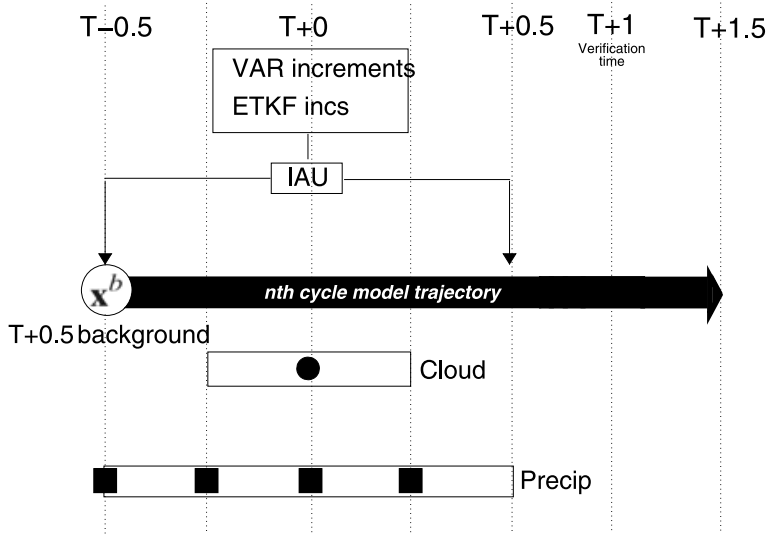 T−0.5 T+0 T+0.5 T+1 T+1.5
Verification
time
VAR increments
ETKF incs
IAU
x^b nth cycle model trajectory
T+0.5 background
Cloud
Precip